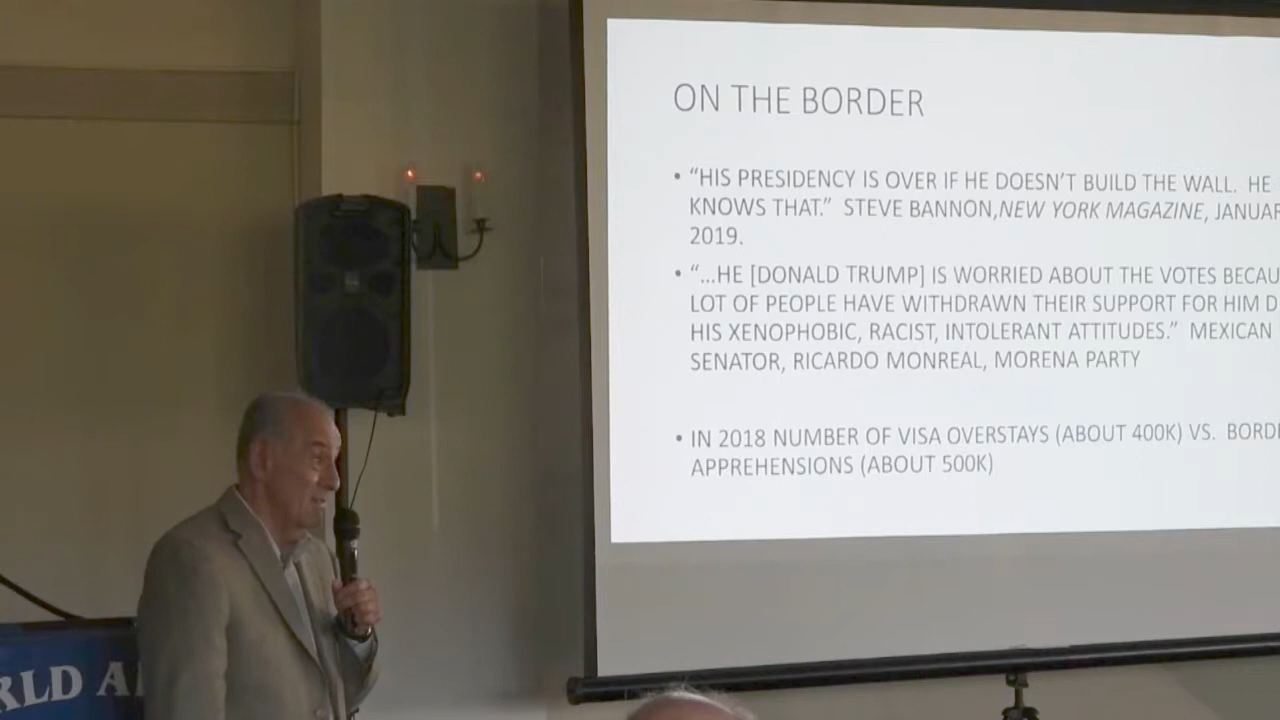 ON THE BORDER
• “HIS PRESIDENCY IS OVER IF HE DOESN’T BUILD THE WALL.  HE
KNOWS THAT.”  STEVE BANNON,NEW YORK MAGAZINE,
2019.
• “...HE [DONALD TRUMP] IS WORRIED ABOUT THE VOTES
LOT OF PEOPLE HAVE WITHDRAWN THEIR SUPPORT FOR HIM
HIS XENOPHOBIC, RACIST, INTOLERANT ATTITUDES.”  MEXICAN
SENATOR, RICARDO MONREAL, MORENA PARTY
• IN 2018 NUMBER OF VISA OVERSTAYS (ABOUT 400K) VS.
APPREHENSIONS (ABOUT 500K)